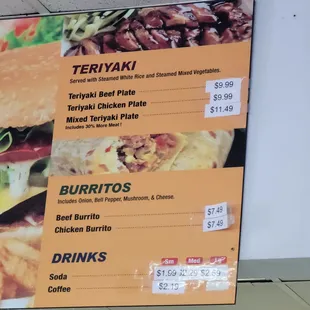 TERIYAKI
Served with Steamed White Rice and Steamed Mixed Vegetables.
Teriyaki Beef Plate $9.99
Teriyaki Chicken Plate $9.99
Mixed Teriyaki Plate $11.49
Includes 30% More Meat !
BURRITOS
Includes Onion, Bell Pepper, Mushroom, & Cheese.
Beef Burrito $7.49
Chicken Burrito $7.49
DRINKS Sm Med
Soda $1.99
Coffee $2.19